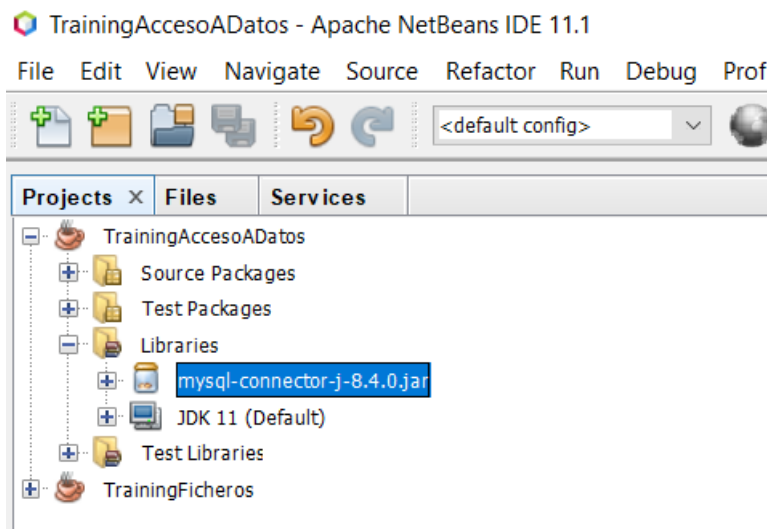 TrainingAccesoADatos - Apache NetBeans IDE 11.1
File Edit View Navigate Source Refactor Run Debug Prof
<default config>
Projects Files Services
TrainingAccesoADatos
Source Packages
Test Packages
Libraries
mysql-connector-j-8.4.0.jar
JDK 11 (Default)
Test Libraries
TrainingFicheros